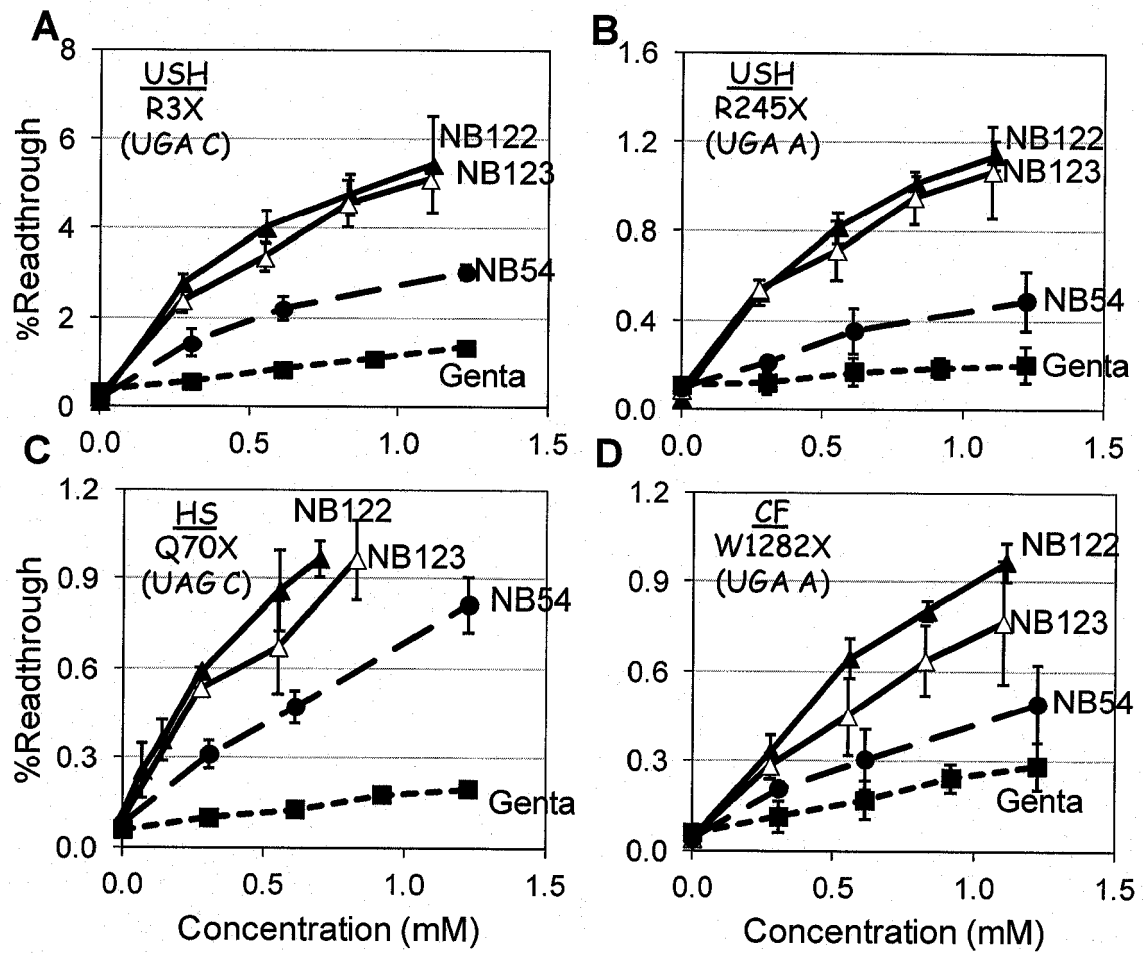 A
8
6
4
2
0
%Readthrough
USH
R3X
(UGA C)
NB122
NB123
NB54
Genta
0.0 0.5 1.0 1.5
B
1.6
1.2
0.8
0.4
0.0
USH
R245X
(UGA A)
NB122
NB123
NB54
Genta
0.0 0.5 1.0 1.5
C
1.2
0.9
0.6
0.3
0.0
%Readthrough
HS
Q70X
(UAG C)
NB122
NB123
NB54
Genta
0.0 0.5 1.0 1.5
Concentration (mM)
D
1.2
0.9
0.6
0.3
0.0
CF
W1282X
(UGA A)
NB122
NB123
NB54
Genta
0.0 0.5 1.0 1.5
Concentration (mM)